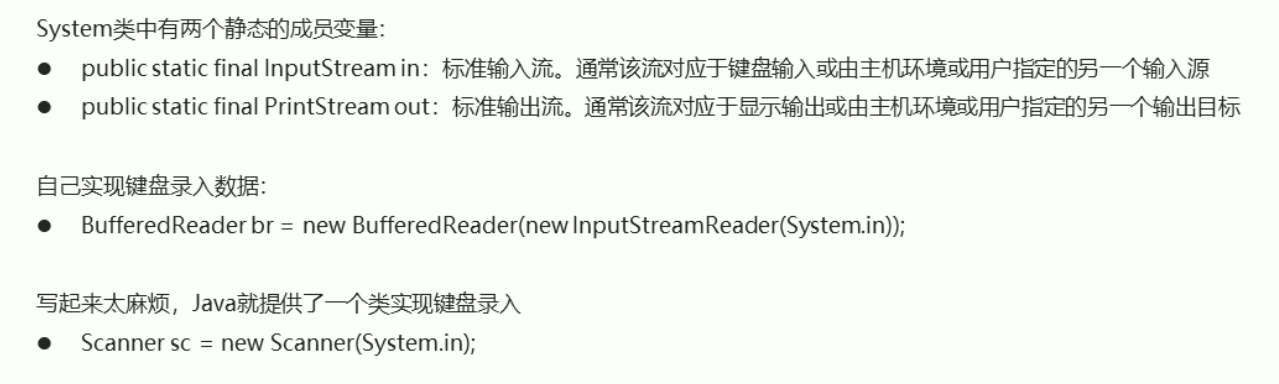 System类中有两个静态的成员变量：
● public static final InputStream in：标准输入流。通常该流对应于键盘输入或由主机环境或用户指定的另一个输入源
● public static final PrintStream out：标准输出流。通常该流对应于显示输出或由主机环境或用户指定的另一个输出目标
自己实现键盘录入数据：
● BufferedReader br = new BufferedReader(new InputStreamReader(System.in));
写起来太麻烦，Java就提供了一个类实现键盘录入
● Scanner sc = new Scanner(System.in);